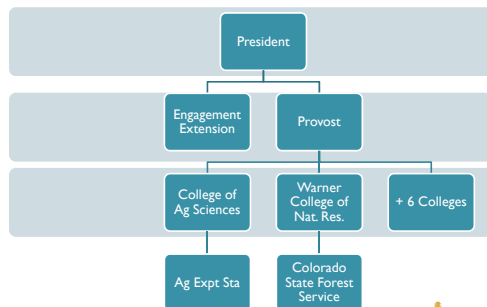 President
Engagement
Extension
Provost
College of
Ag Sciences
Warner
College of
Nat. Res.
+ 6 Colleges
Ag Expt Sta
Colorado
State Forest
Service